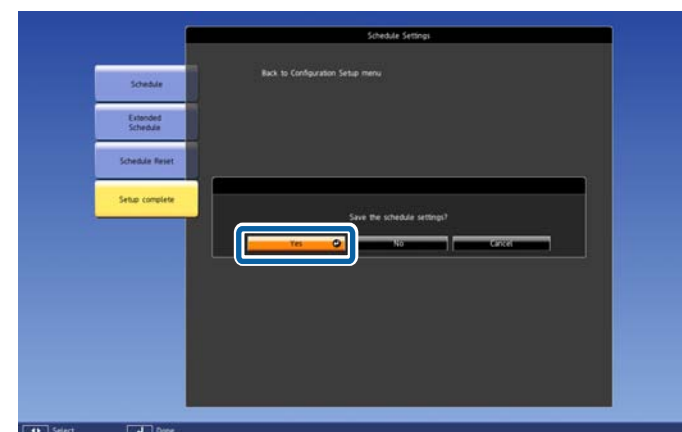 Schedule Settings
Back to Configuration Setup menu
Schedule
Extended
Schedule
Schedule Reset
Setup complete
Save the schedule settings?
Yes
No
Cancel
Select
Done